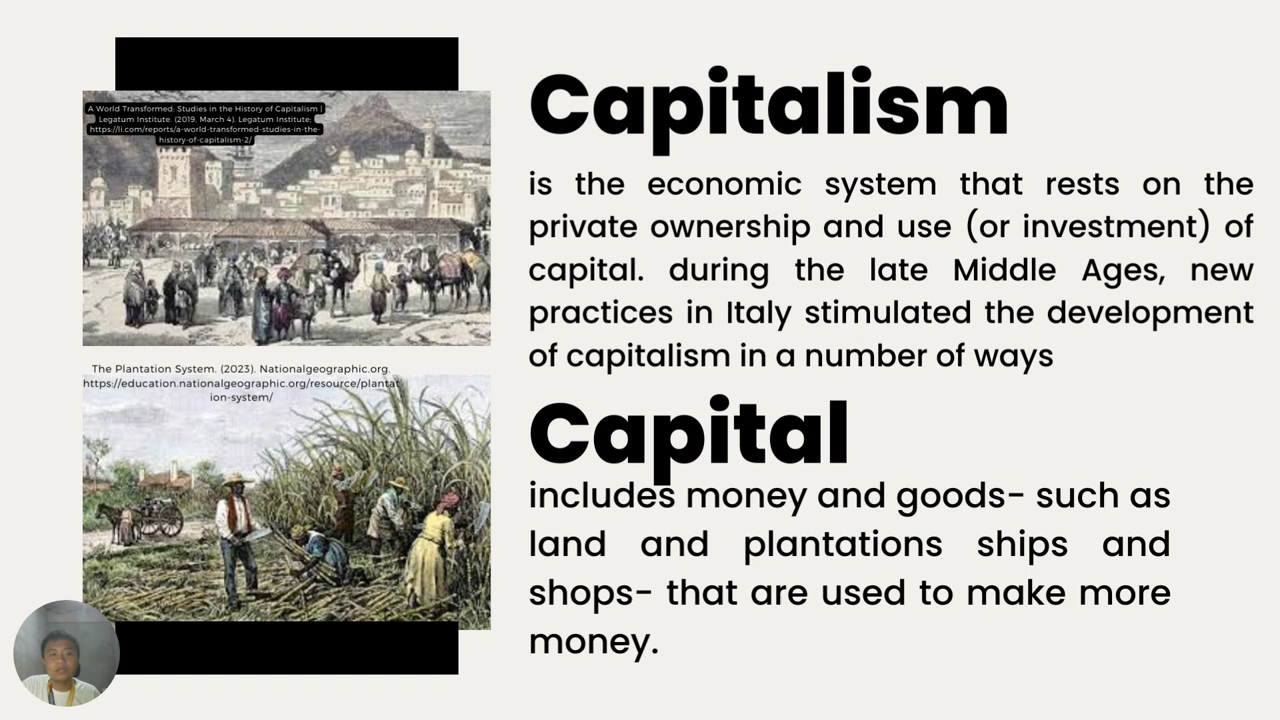 A World Transformed: Studies in the History of Capitalism |
Legatum Institute. (2019, March 4). Legatum Institute;
https://li.com/reports/a-world-transformed-studies-in-the-
history-of-capitalism-2/
The Plantation System. (2023). Nationalgeographic.org.
https://education.nationalgeographic.org/resource/plantat
ion-system/
Capitalism
is the economic system that rests on the
private ownership and use (or investment) of
capital. during the late Middle Ages, new
practices in Italy stimulated the development
of capitalism in a number of ways
Capital
includes money and goods- such as
land and plantations ships and
shops- that are used to make more
money.